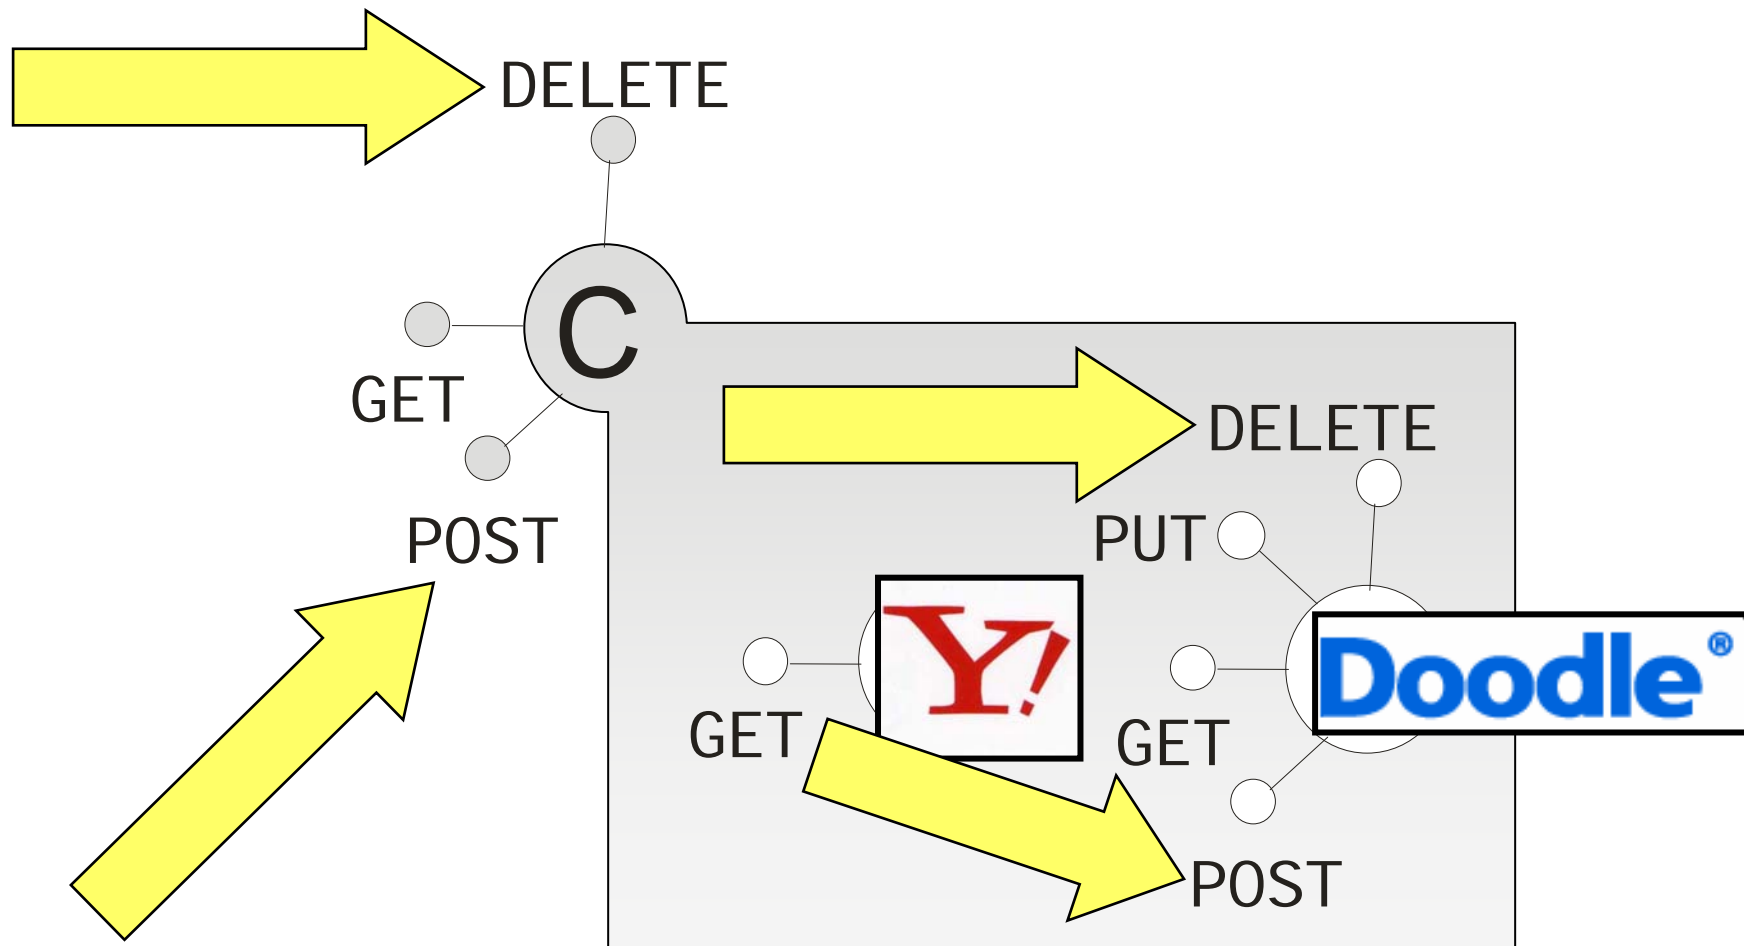 DELETE
C
GET
DELETE
POST
PUT
Y!
Doodle®
GET
GET
POST